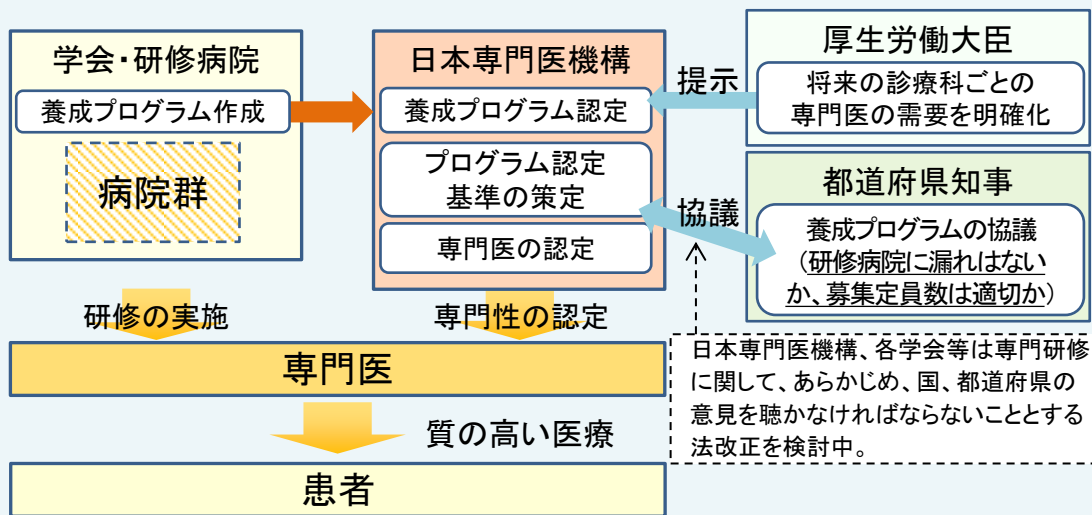 学会・研修病院
養成プログラム作成
病院群
日本専門医機構
養成プログラム認定
プログラム認定
基準の策定
専門医の認定
提示
厚生労働大臣
将来の診療科ごとの
専門医の需要を明確化
協議
都道府県知事
養成プログラムの協議
(研修病院に漏れはない
か、募集定員数は適切か)
研修の実施
専門性の認定
専門医
日本専門医機構、各学会等は専門研修
に関して、あらかじめ、国、都道府県の
意見を聴かなければならないこととする
法改正を検討中。
質の高い医療
患者